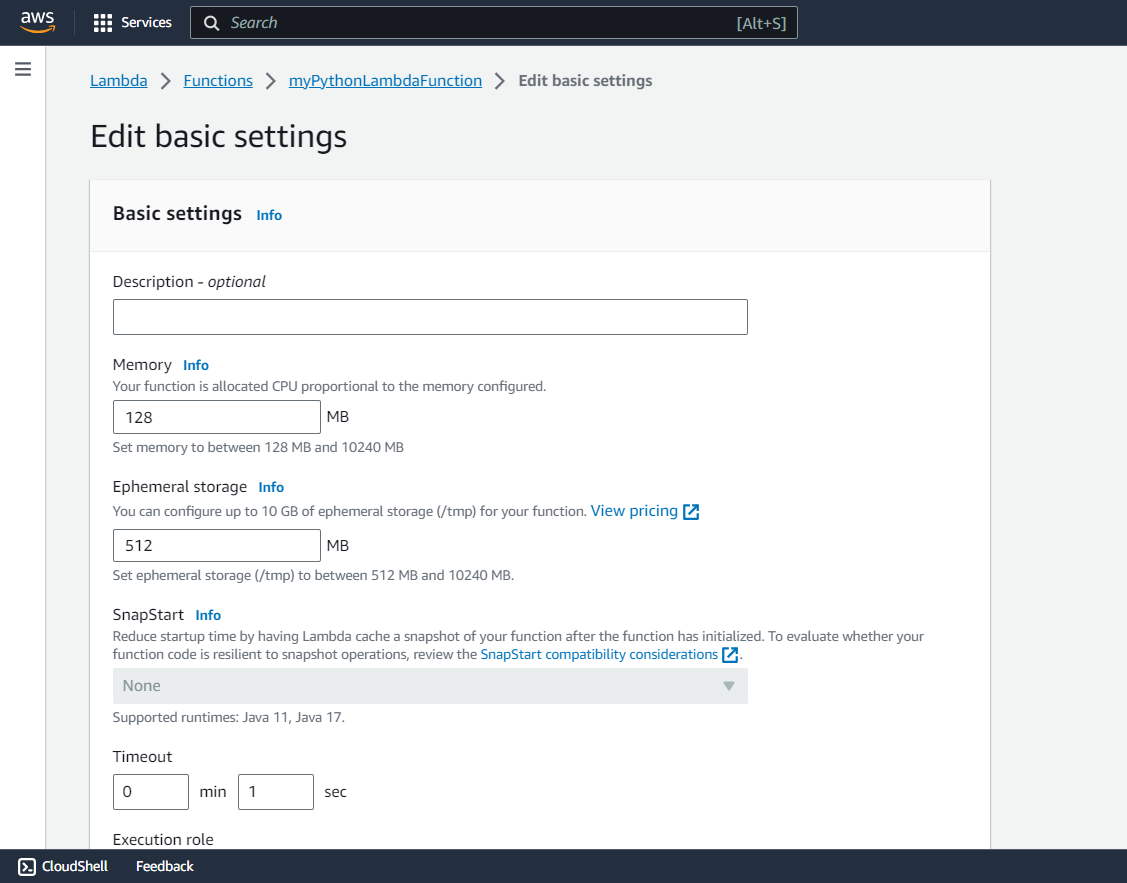 aws
Services
Search [Alt+S]
Lambda > Functions > myPythonLambdaFunction > Edit basic settings
Edit basic settings
Basic settings Info
Description - optional
Memory Info
Your function is allocated CPU proportional to the memory configured.
128 MB
Set memory to between 128 MB and 10240 MB
Ephemeral storage Info
You can configure up to 10 GB of ephemeral storage (/tmp) for your function. View pricing
512 MB
Set ephemeral storage (/tmp) to between 512 MB and 10240 MB.
SnapStart Info
Reduce startup time by having Lambda cache a snapshot of your function after the function has initialized. To evaluate whether your
function code is resilient to snapshot operations, review the SnapStart compatibility considerations .
None
Supported runtimes: Java 11, Java 17.
Timeout
0 min 1 sec
Execution role
CloudShell Feedback